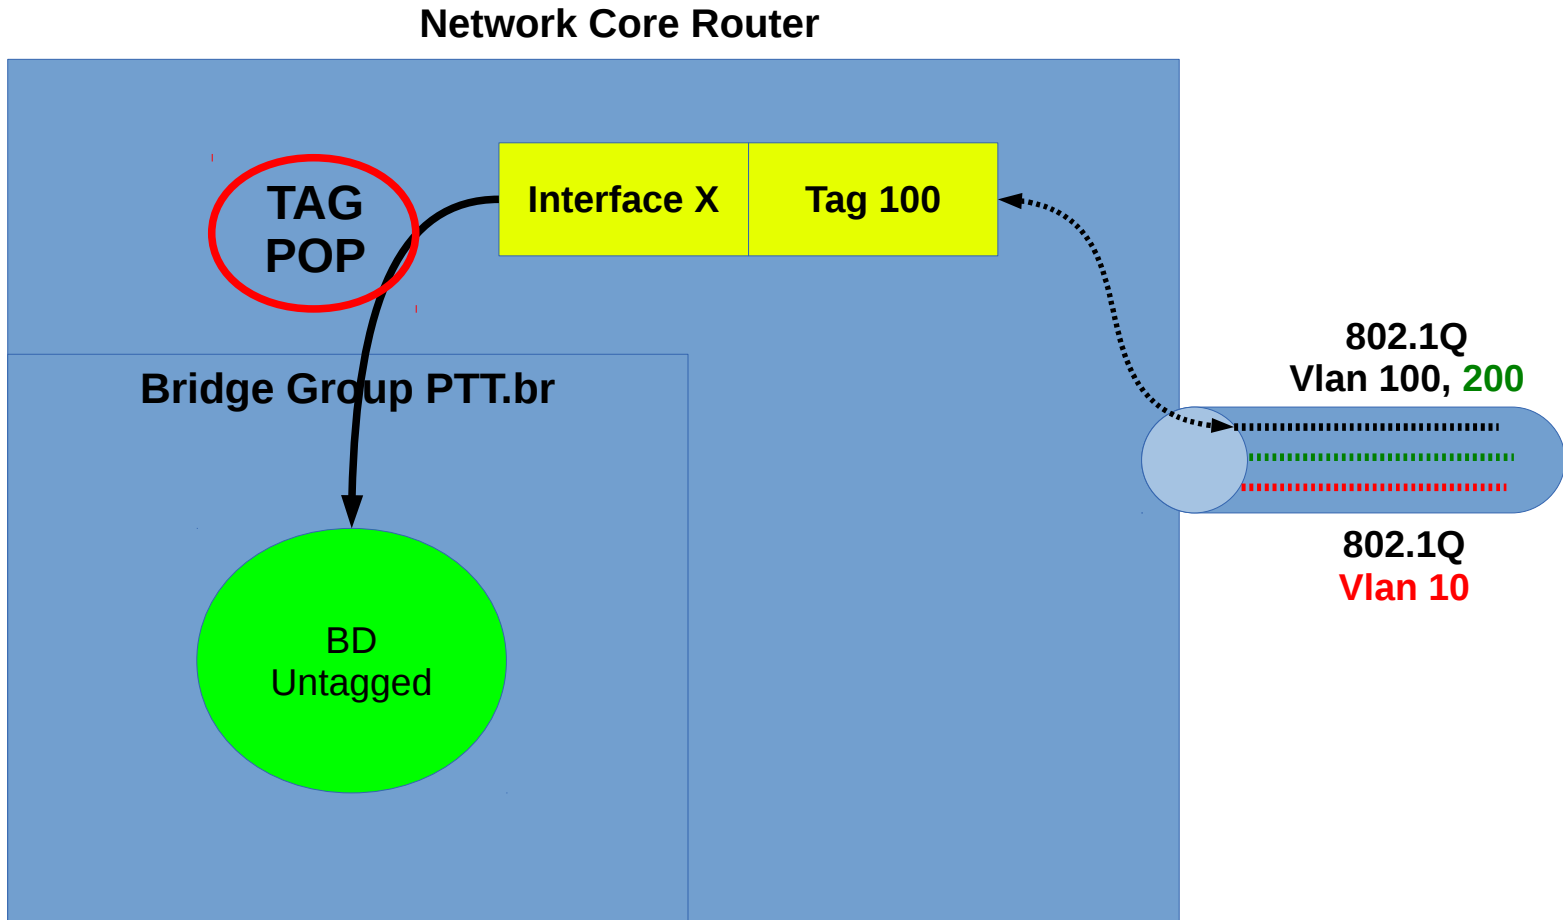 Network Core Router
TAG
POP
Interface X
Tag 100
802.1Q
Vlan 100, 200
Bridge Group PTT.br
802.1Q
Vlan 10
BD
Untagged